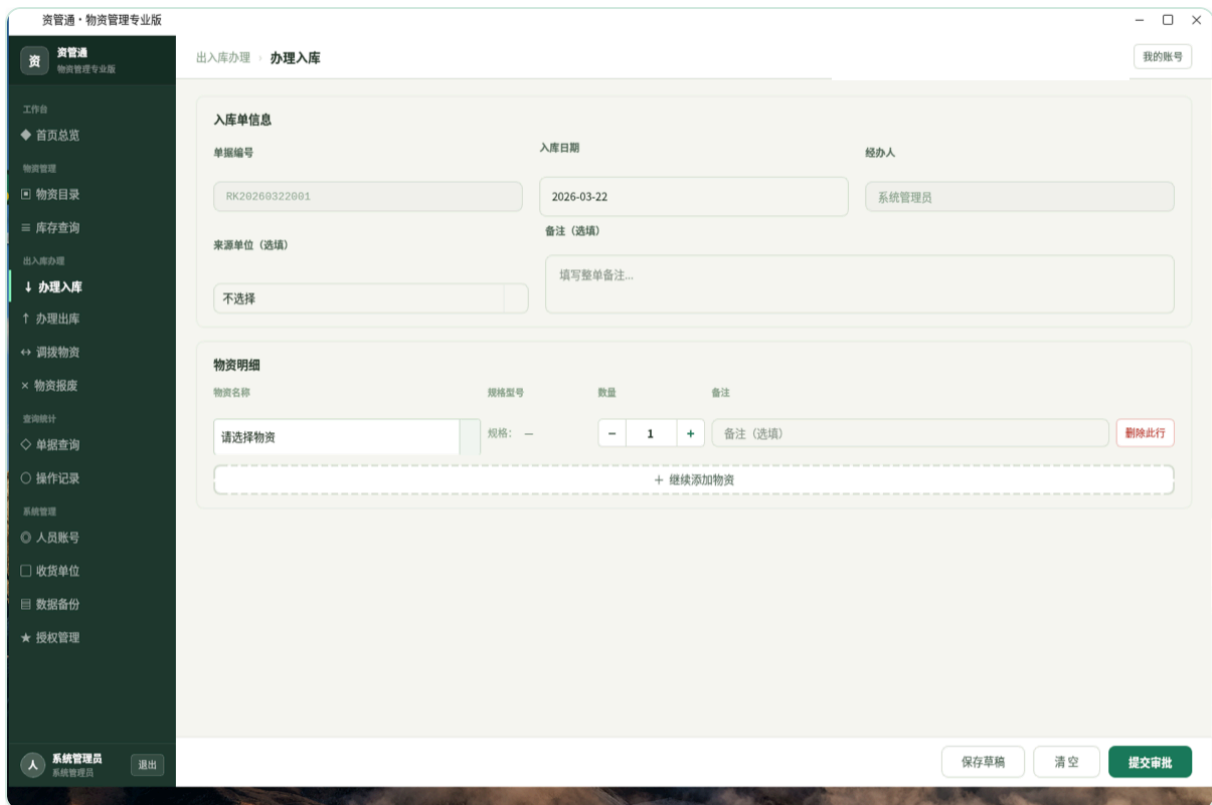 资管通·物资管理专业版
资
资管通
物资管理专业版
工作台
首页总览
物资管理
物资目录
库存查询
出入库办理
↓ 办理入库
↑ 办理出库
↔ 调拨物资
× 物资报废
查询统计
单据查询
操作记录
系统管理
人员账号
收货单位
数据备份
授权管理
人
系统管理员
系统管理员
退出
出入库办理 › 办理入库
我的账号
入库单信息
单据编号
RK20260322001
入库日期
2026-03-22
经办人
系统管理员
来源单位（选填）
不选择
备注（选填）
填写整单备注...
物资明细
物资名称 规格型号 数量 备注
请选择物资 规格： — − 1 + 备注（选填） 删除此行
+ 继续添加物资
保存草稿 清空 提交审批